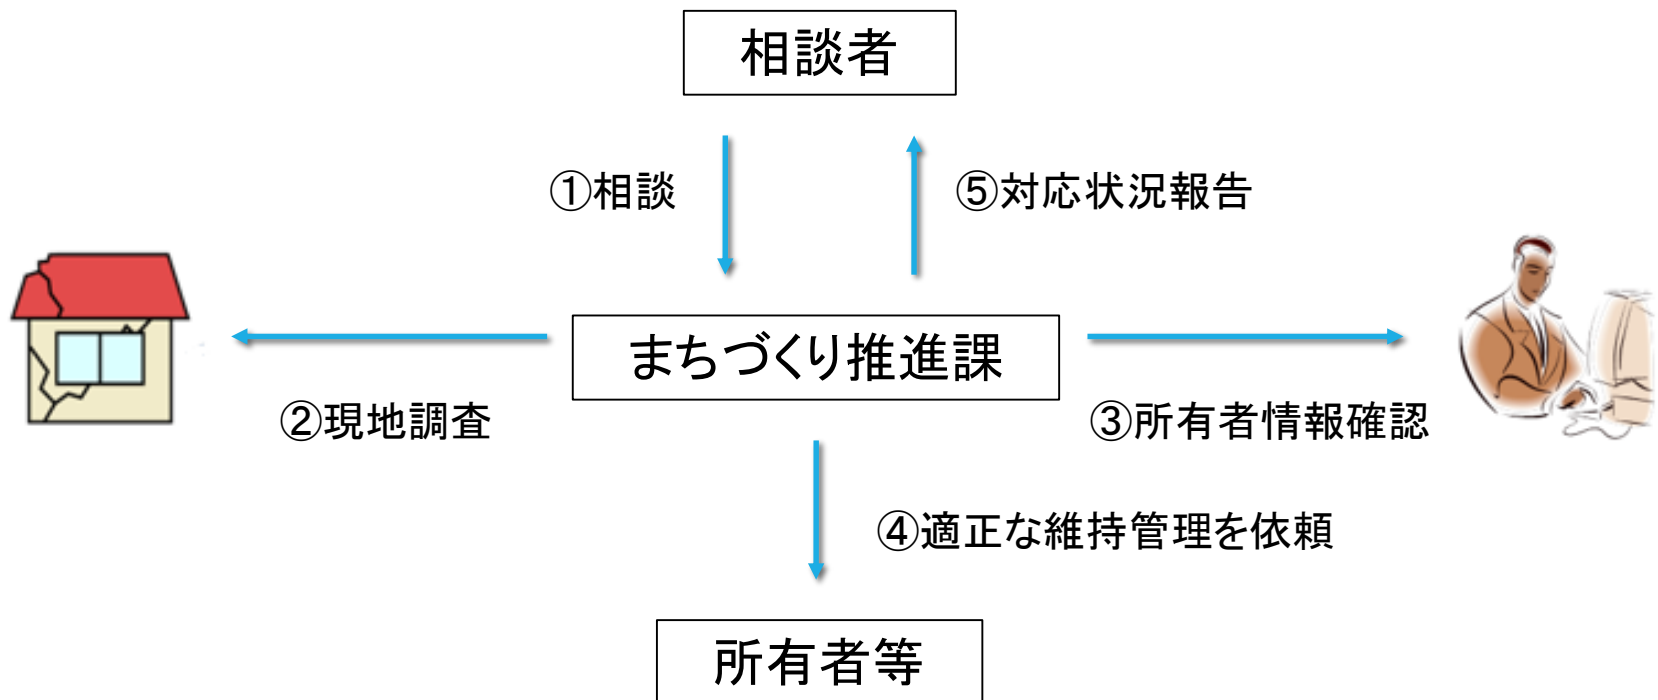 相談者
①相談
⑤対応状況報告
まちづくり推進課
②現地調査
③所有者情報確認
④適正な維持管理を依頼
所有者等